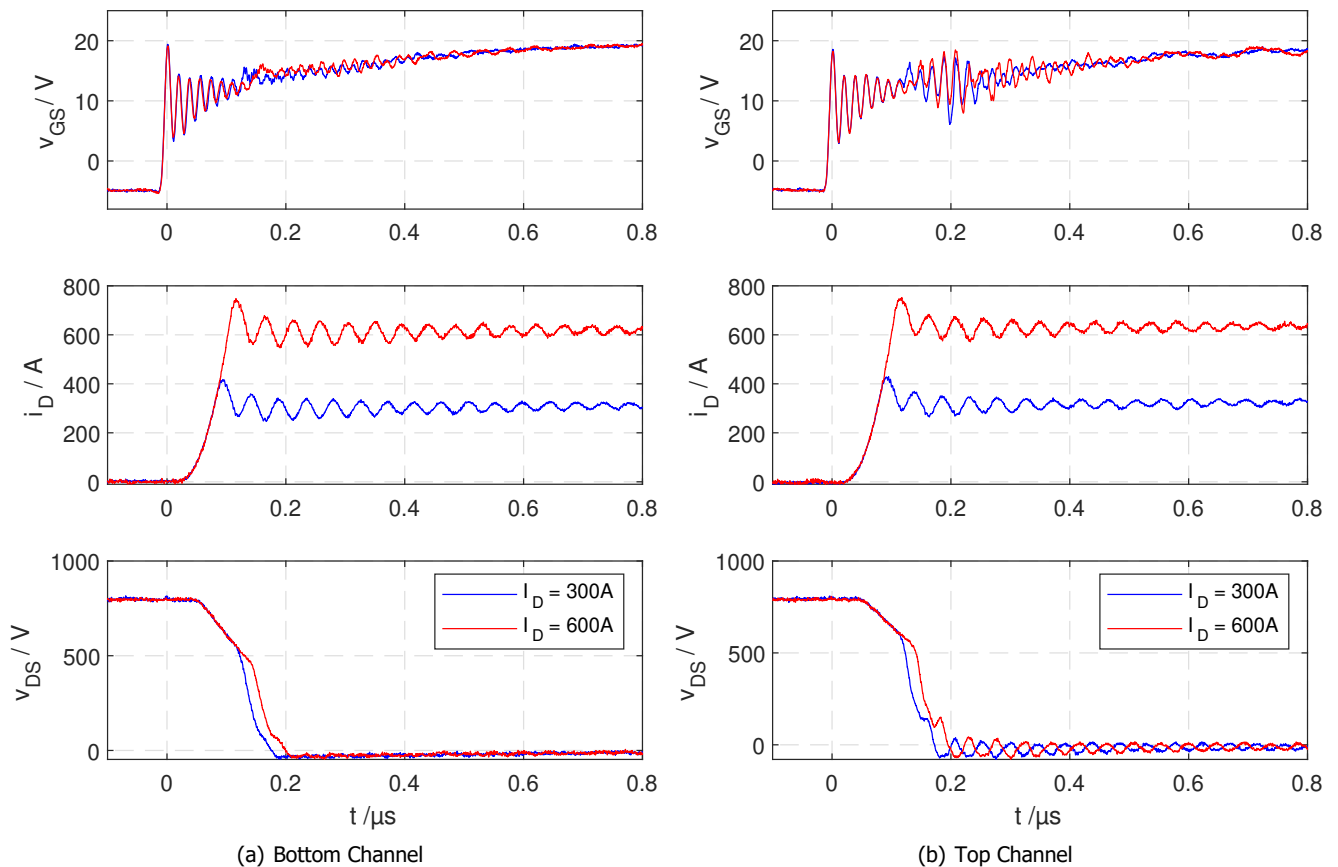 20
10
0
v_GS / V
0 0.2 0.4 0.6 0.8
800
600
400
200
0
i_D / A
0 0.2 0.4 0.6 0.8
1000
500
0
v_DS / V
I_D = 300A
I_D = 600A
0 0.2 0.4 0.6 0.8
t /µs
(a) Bottom Channel
20
10
0
v_GS / V
0 0.2 0.4 0.6 0.8
800
600
400
200
0
i_D / A
0 0.2 0.4 0.6 0.8
1000
500
0
v_DS / V
I_D = 300A
I_D = 600A
0 0.2 0.4 0.6 0.8
t /µs
(b) Top Channel